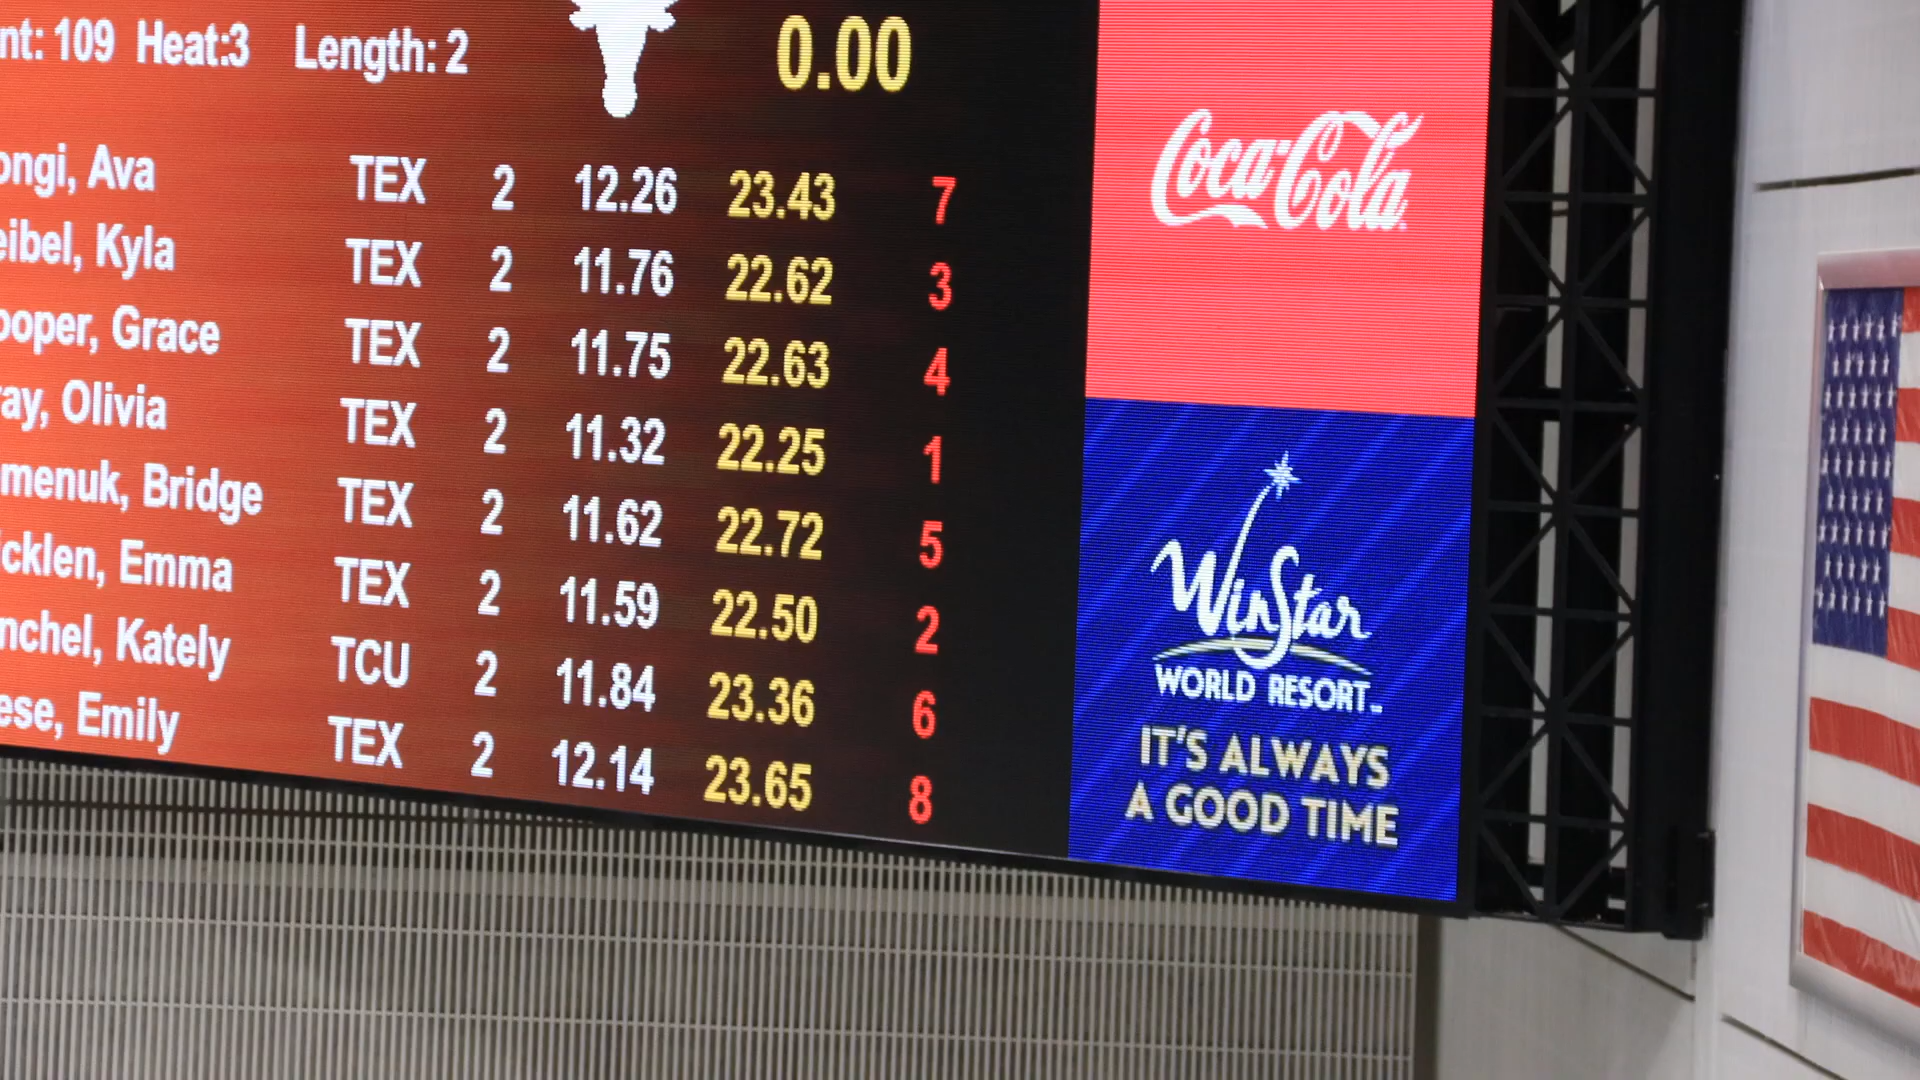 nt: 109 Heat:3 Length: 2 0.00
ongi, Ava TEX 2 12.26 23.43 7
eibel, Kyla TEX 2 11.76 22.62 3
ooper, Grace TEX 2 11.75 22.63 4
ray, Olivia TEX 2 11.32 22.25 1
menuk, Bridge TEX 2 11.62 22.72 5
icklen, Emma TEX 2 11.59 22.50 2
nchel, Kately TCU 2 11.84 23.36 6
ese, Emily TEX 2 12.14 23.65 8
Coca-Cola
WinStar
WORLD RESORT
IT'S ALWAYS
A GOOD TIME